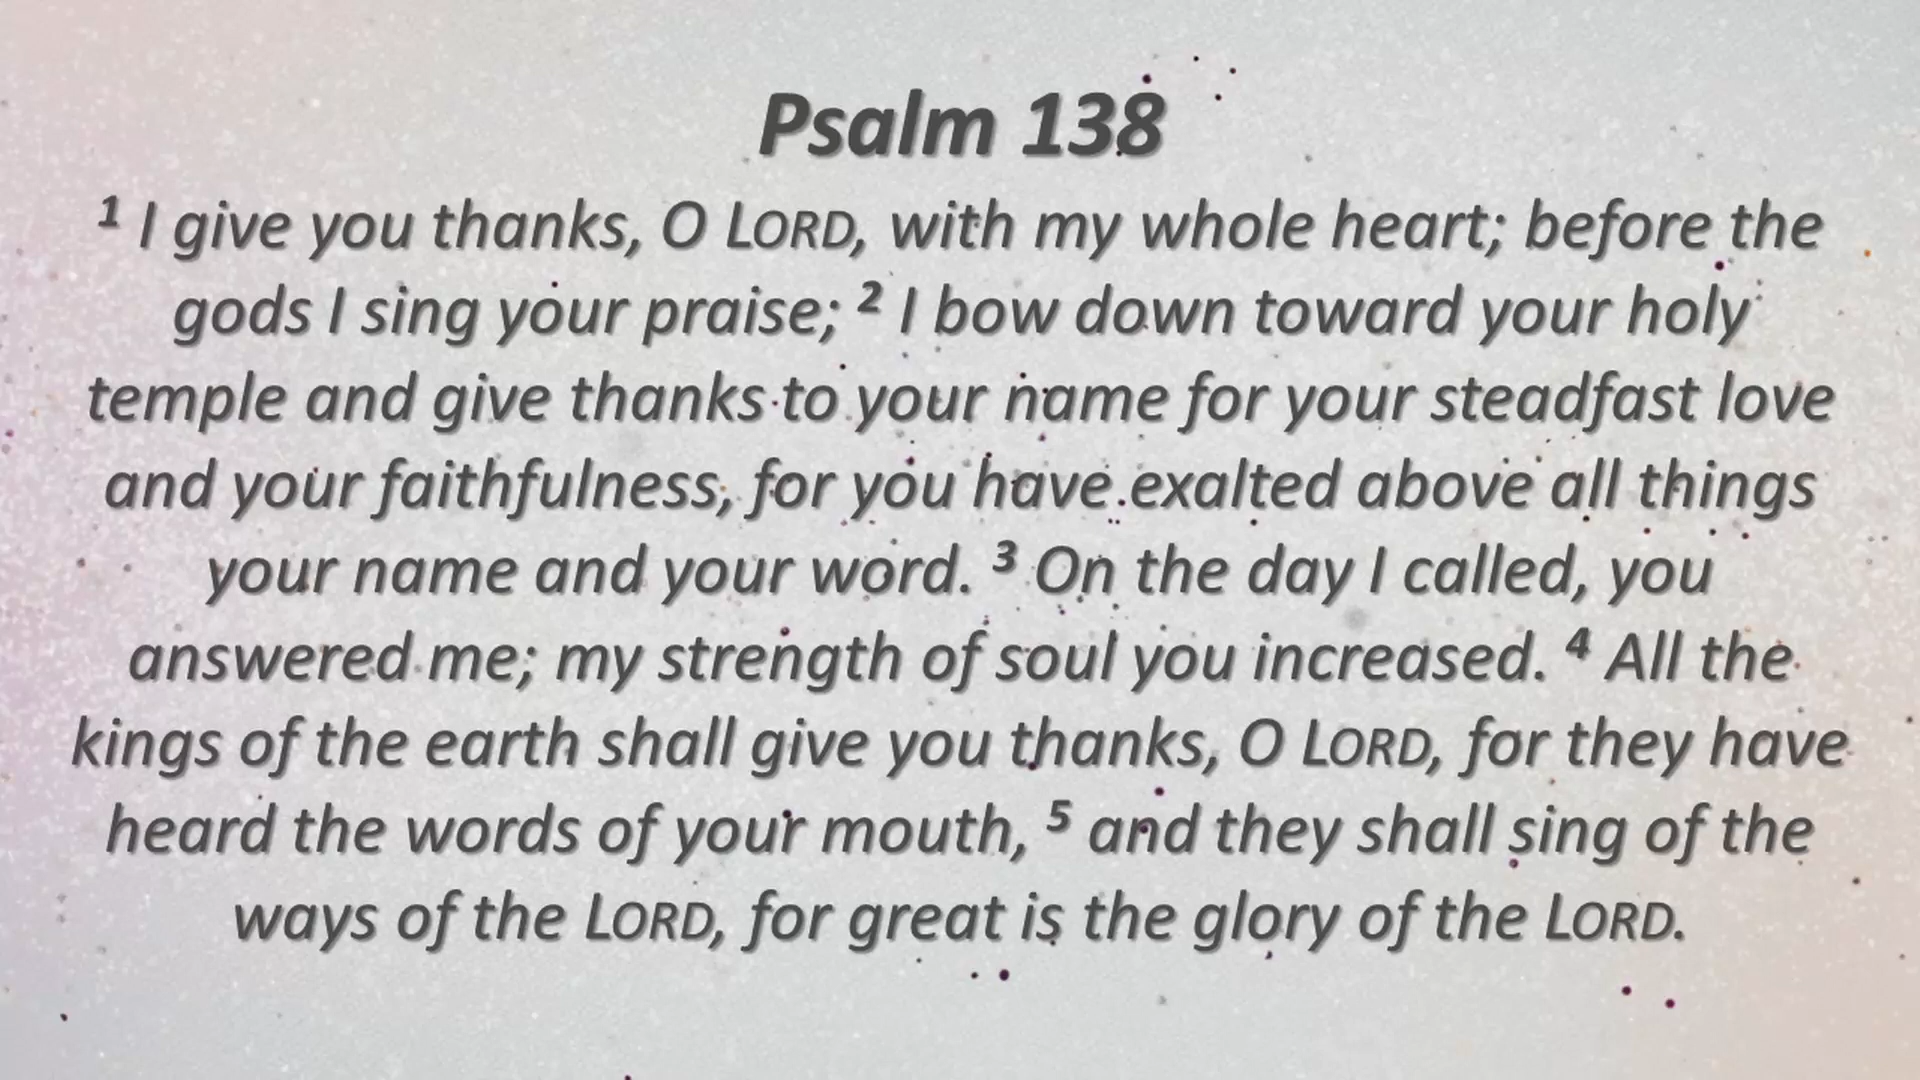 Psalm 138
¹ I give you thanks, O LORD, with my whole heart; before the
gods I sing your praise; ² I bow down toward your holy
temple and give thanks to your name for your steadfast love
and your faithfulness, for you have exalted above all things
your name and your word. ³ On the day I called, you
answered me; my strength of soul you increased. ⁴ All the
kings of the earth shall give you thanks, O LORD, for they have
heard the words of your mouth, ⁵ and they shall sing of the
ways of the LORD, for great is the glory of the LORD.